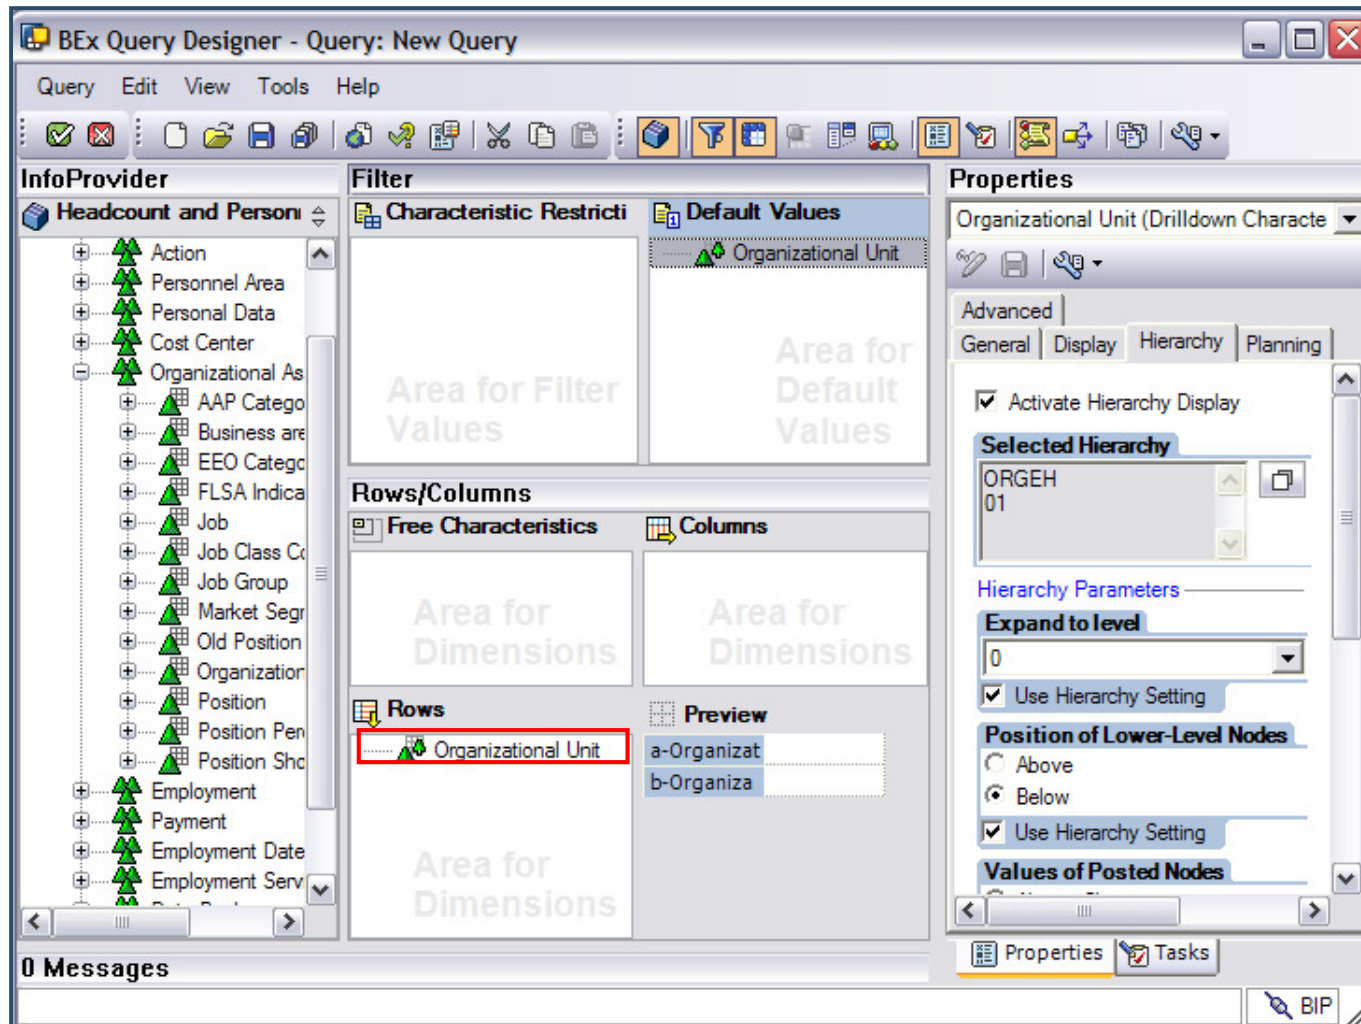 BEx Query Designer - Query: New Query
Query Edit View Tools Help
InfoProvider
Headcount and Person
Action
Personnel Area
Personal Data
Cost Center
Organizational As
AAP Catego
Business are
EEO Catego
FLSA Indica
Job
Job Class Co
Job Group
Market Segr
Old Position
Organization
Position
Position Per
Position Sho
Employment
Payment
Employment Date
Employment Serv
Filter
Characteristic Restricti
Area for Filter
Values
Default Values
Organizational Unit
Area for
Default
Values
Rows/Columns
Free Characteristics
Area for
Dimensions
Columns
Area for
Dimensions
Rows
Organizational Unit
Area for
Dimensions
Preview
a-Organizat
b-Organiza
Properties
Organizational Unit (Drilldown Characte
Advanced
General Display Hierarchy Planning
Activate Hierarchy Display
Selected Hierarchy
ORGEH
01
Hierarchy Parameters
Expand to level
0
Use Hierarchy Setting
Position of Lower-Level Nodes
Above
Below
Use Hierarchy Setting
Values of Posted Nodes
Properties Tasks
0 Messages
BIP